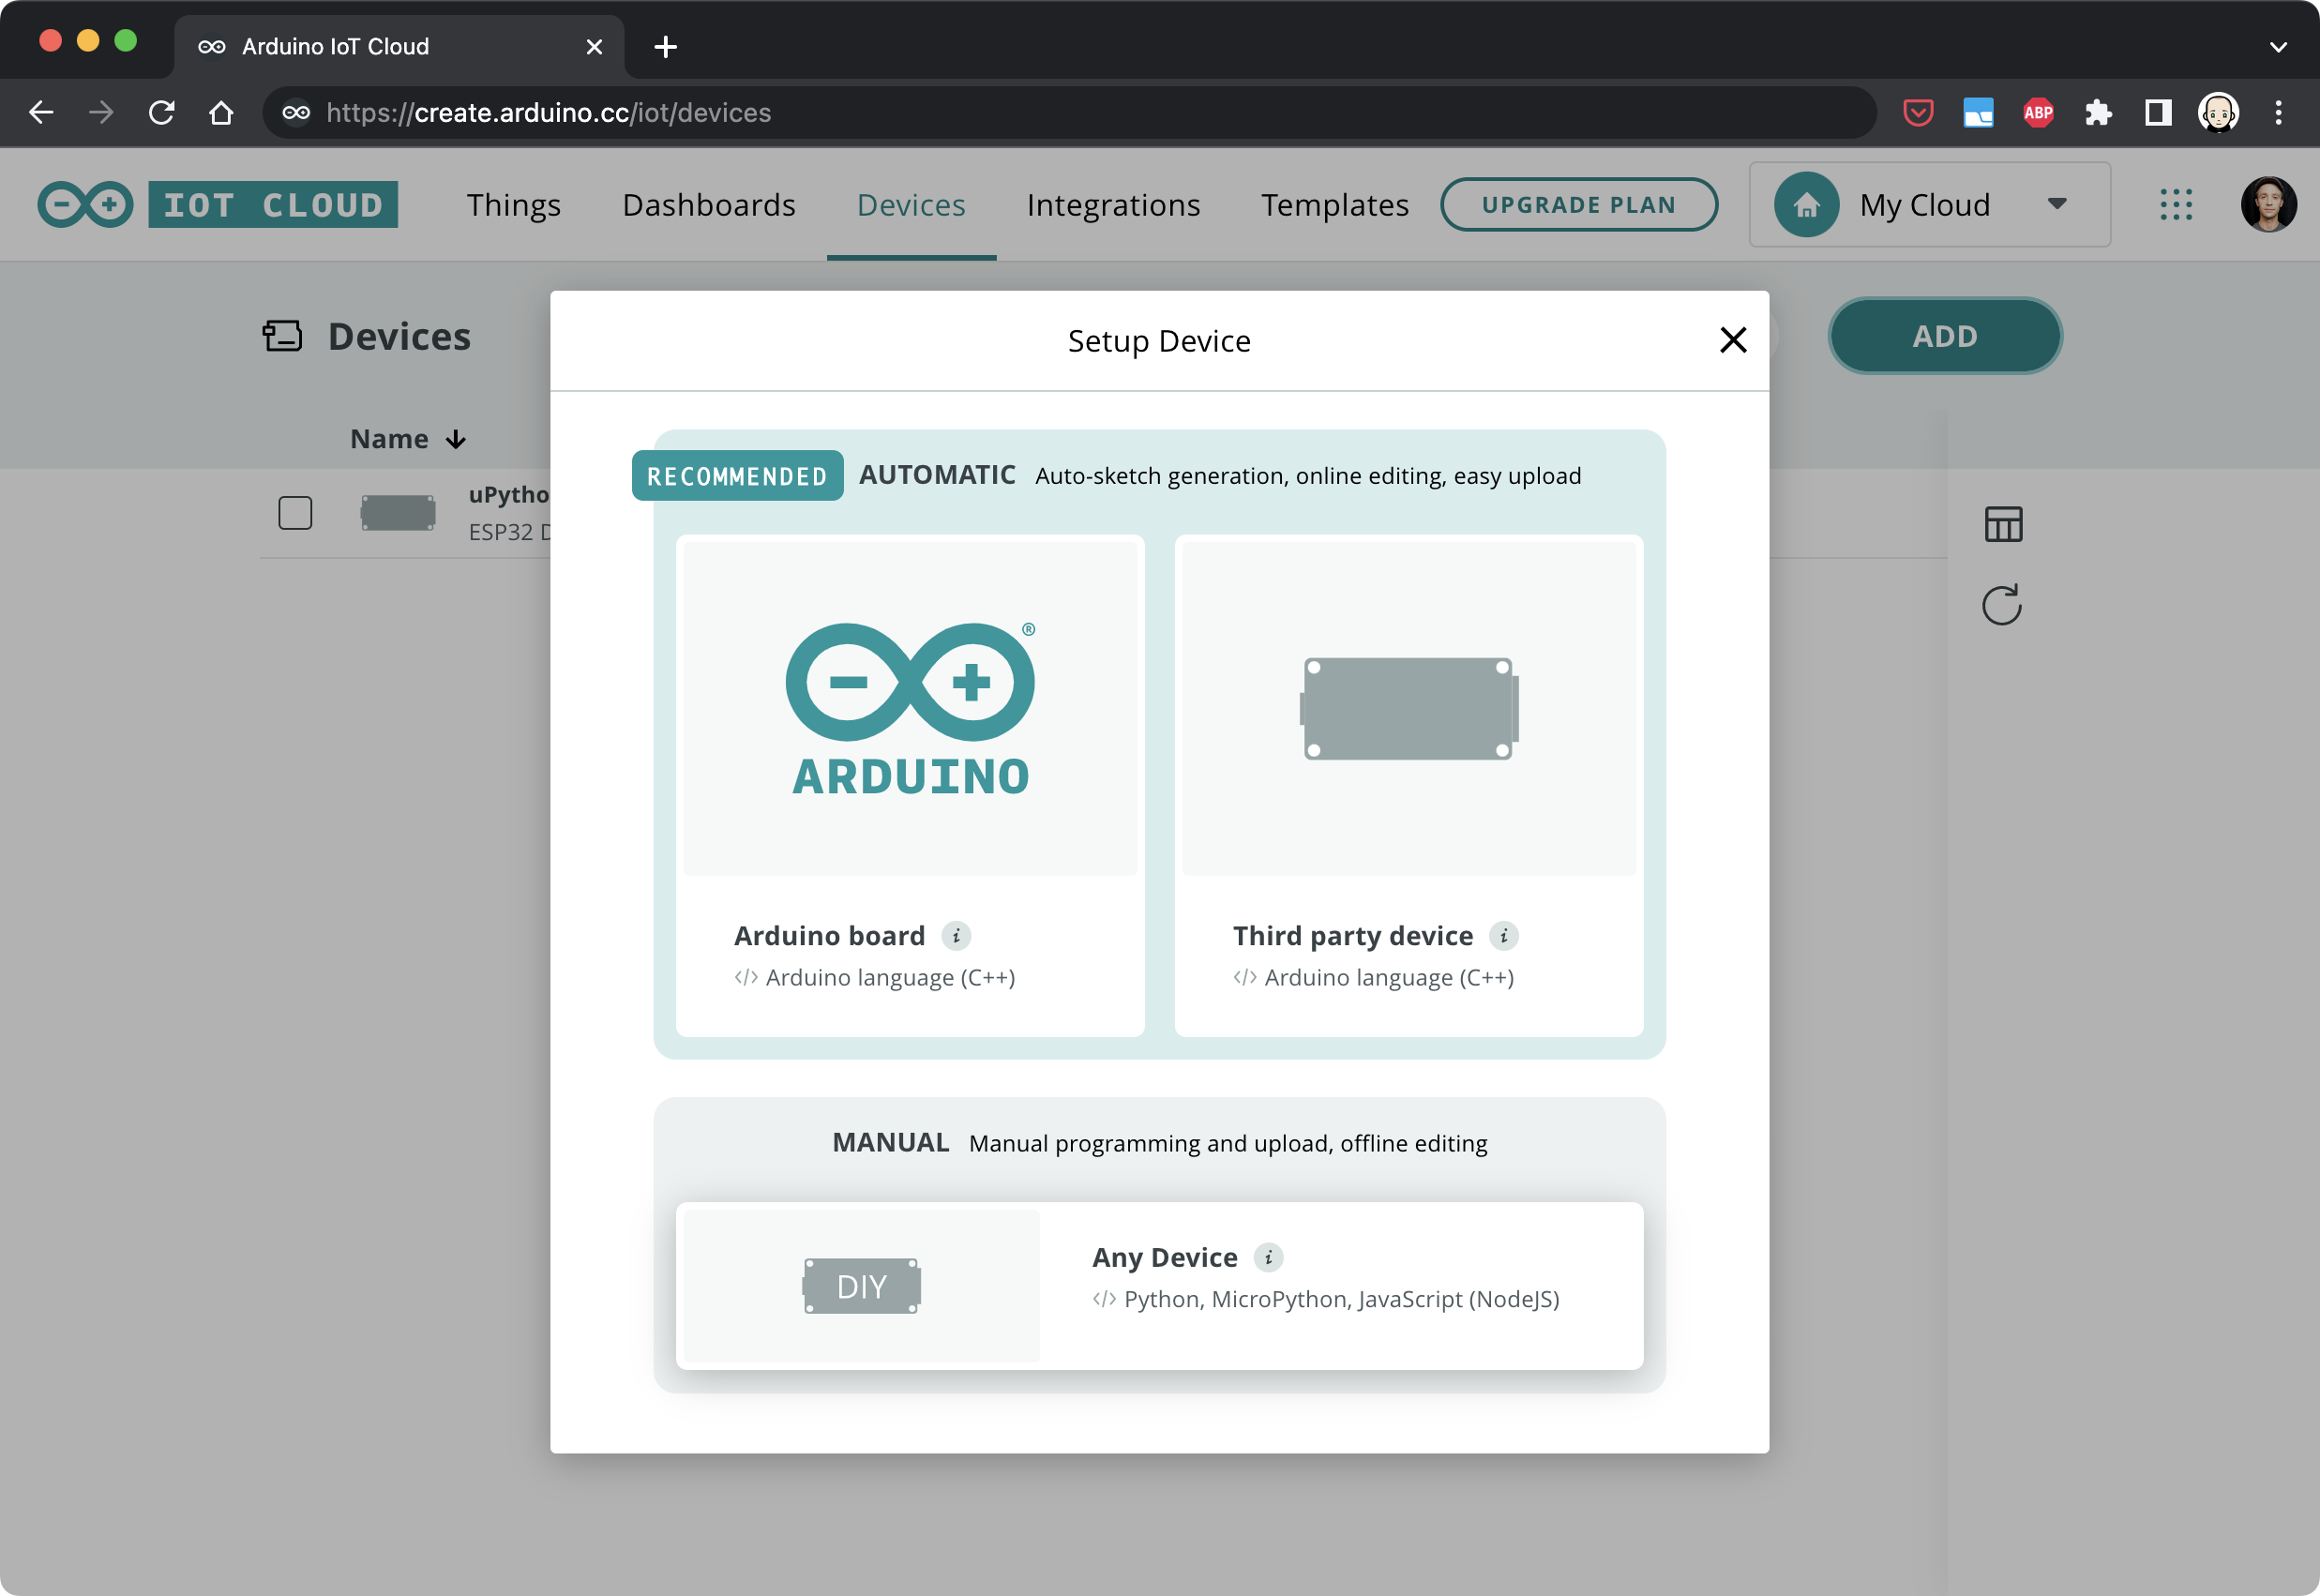 Arduino IoT Cloud
https://create.arduino.cc/iot/devices
ABP
IOT CLOUD
Things
Dashboards
Devices
Integrations
Templates
UPGRADE PLAN
My Cloud
Devices
ADD
Name
uPytho
ESP32 D
Setup Device
RECOMMENDED AUTOMATIC Auto-sketch generation, online editing, easy upload
®
ARDUINO
Arduino board i
</> Arduino language (C++)
Third party device i
</> Arduino language (C++)
MANUAL Manual programming and upload, offline editing
DIY
Any Device i
</> Python, MicroPython, JavaScript (NodeJS)